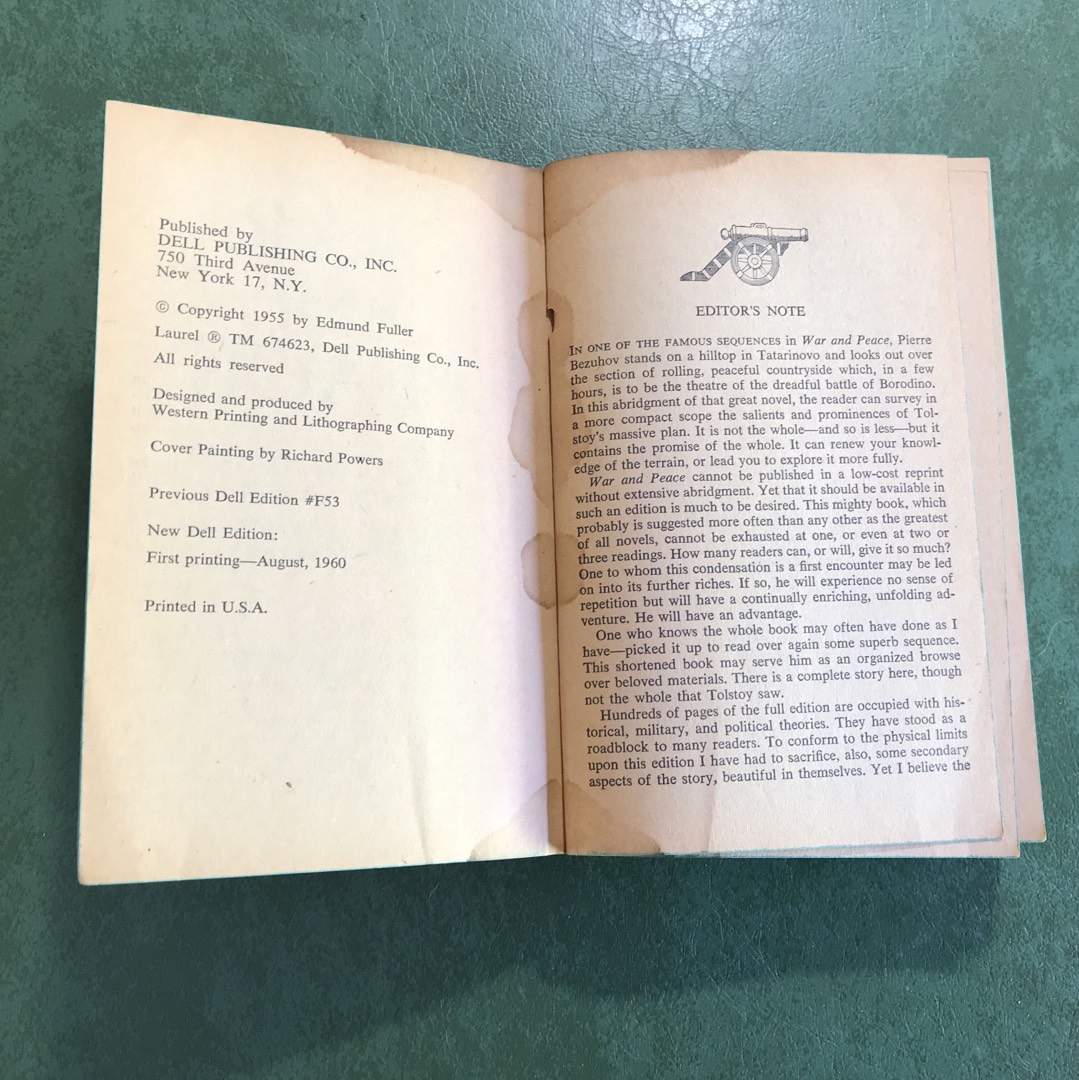 Published by
DELL PUBLISHING CO., INC.
750 Third Avenue
New York 17, N.Y.
© Copyright 1955 by Edmund Fuller
Laurel ® TM 674623, Dell Publishing Co., Inc.
All rights reserved
Designed and produced by
Western Printing and Lithographing Company
Cover Painting by Richard Powers
Previous Dell Edition #F53
New Dell Edition:
First printing—August, 1960
Printed in U.S.A.
EDITOR'S NOTE
IN ONE OF THE FAMOUS SEQUENCES in War and Peace, Pierre
Bezuhov stands on a hilltop in Tatarinovo and looks out over
the section of rolling, peaceful countryside which, in a few
hours, is to be the theatre of the dreadful battle of Borodino.
In this abridgment of that great novel, the reader can survey in
a more compact scope the salients and prominences of Tol-
stoy's massive plan. It is not the whole—and so is less—but it
contains the promise of the whole. It can renew your knowl-
edge of the terrain, or lead you to explore it more fully.
War and Peace cannot be published in a low-cost reprint
without extensive abridgment. Yet that it should be available in
such an edition is much to be desired. This mighty book, which
probably is suggested more often than any other as the greatest
of all novels, cannot be exhausted at one, or even at two or
three readings. How many readers can, or will, give it so much?
One to whom this condensation is a first encounter may be led
on into its further riches. If so, he will experience no sense of
repetition but will have a continually enriching, unfolding ad-
venture. He will have an advantage.
One who knows the whole book may often have done as I
have—picked it up to read over again some superb sequence.
This shortened book may serve him as an organized browse
over beloved materials. There is a complete story here, though
not the whole that Tolstoy saw.
Hundreds of pages of the full edition are occupied with his-
torical, military, and political theories. They have stood as a
roadblock to many readers. To conform to the physical limits
upon this edition I have had to sacrifice, also, some secondary
aspects of the story, beautiful in themselves. Yet I believe the